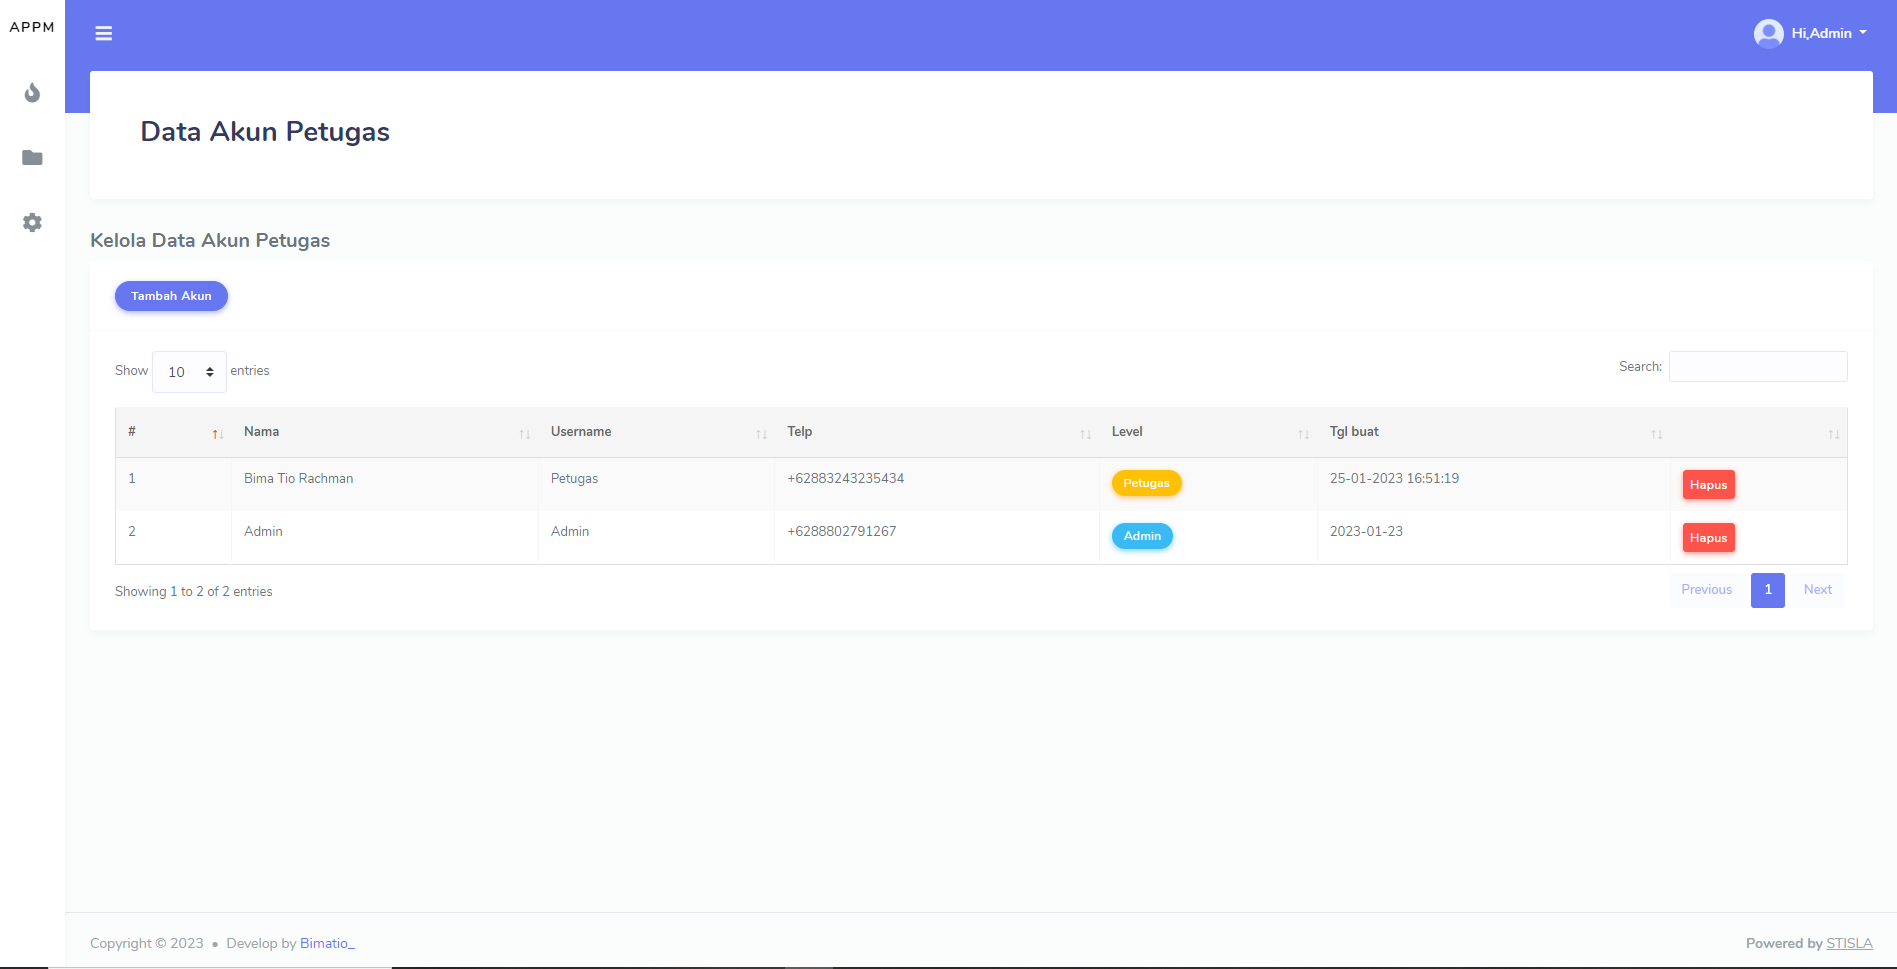 APPM
Hi,Admin
Data Akun Petugas
Kelola Data Akun Petugas
Tambah Akun
Show 10 entries
Search:
# Nama Username Telp Level Tgl buat
1 Bima Tio Rachman Petugas +62883243235434 Petugas 25-01-2023 16:51:19 Hapus
2 Admin Admin +6288802791267 Admin 2023-01-23 Hapus
Showing 1 to 2 of 2 entries
Previous 1 Next
Copyright © 2023 • Develop by Bimatio_
Powered by STISLA